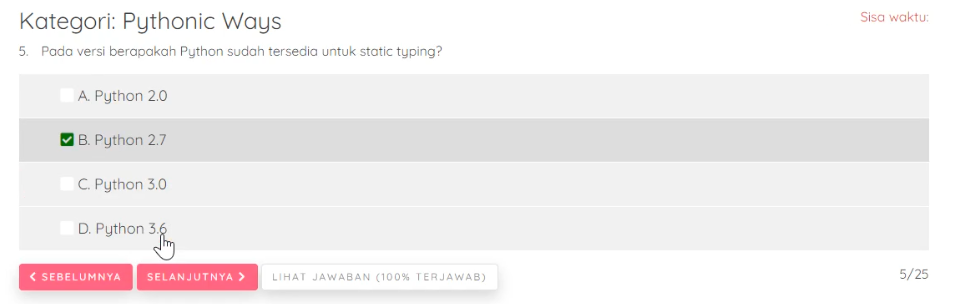 Kategori: Pythonic Ways
Sisa waktu:
5. Pada versi berapakah Python sudah tersedia untuk static typing?
A. Python 2.0
B. Python 2.7
C. Python 3.0
D. Python 3.6
SEBELUMNYA
SELANJUTNYA
LIHAT JAWABAN (100% TERJAWAB)
5/25